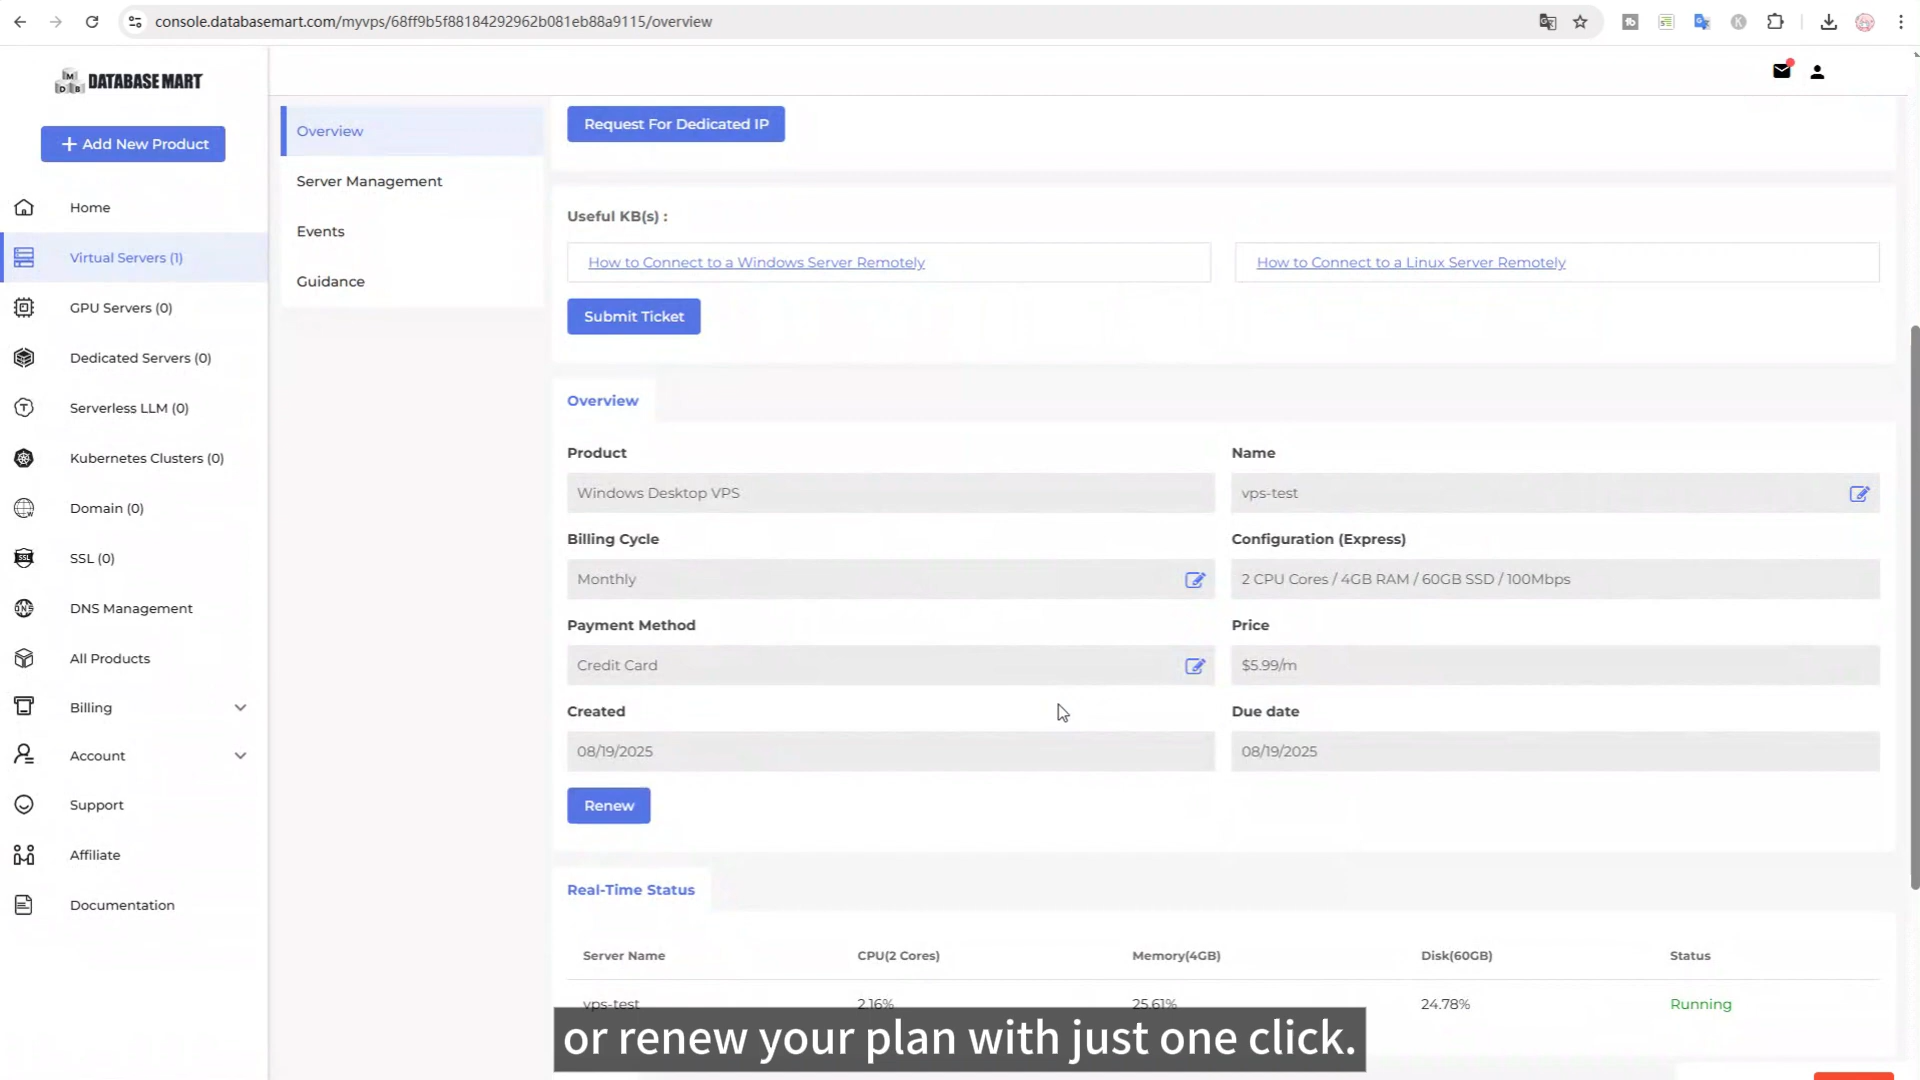 console.databasemart.com/myvps/68ff9b5f88184292962b081eb88a9115/overview
DATABASE MART
+ Add New Product
Home
Virtual Servers (1)
GPU Servers (0)
Dedicated Servers (0)
Serverless LLM (0)
Kubernetes Clusters (0)
Domain (0)
SSL (0)
DNS Management
All Products
Billing
Account
Support
Affiliate
Documentation
Overview
Server Management
Events
Guidance
Request For Dedicated IP
Useful KB(s) :
How to Connect to a Windows Server Remotely
How to Connect to a Linux Server Remotely
Submit Ticket
Overview
Product
Windows Desktop VPS
Name
vps-test
Billing Cycle
Monthly
Configuration (Express)
2 CPU Cores / 4GB RAM / 60GB SSD / 100Mbps
Payment Method
Credit Card
Price
$5.99/m
Created
08/19/2025
Due date
08/19/2025
Renew
Real-Time Status
Server Name CPU(2 Cores) Memory(4GB) Disk(60GB) Status
vps-test 2.16% 25.61% 24.78% Running
or renew your plan with just one click.